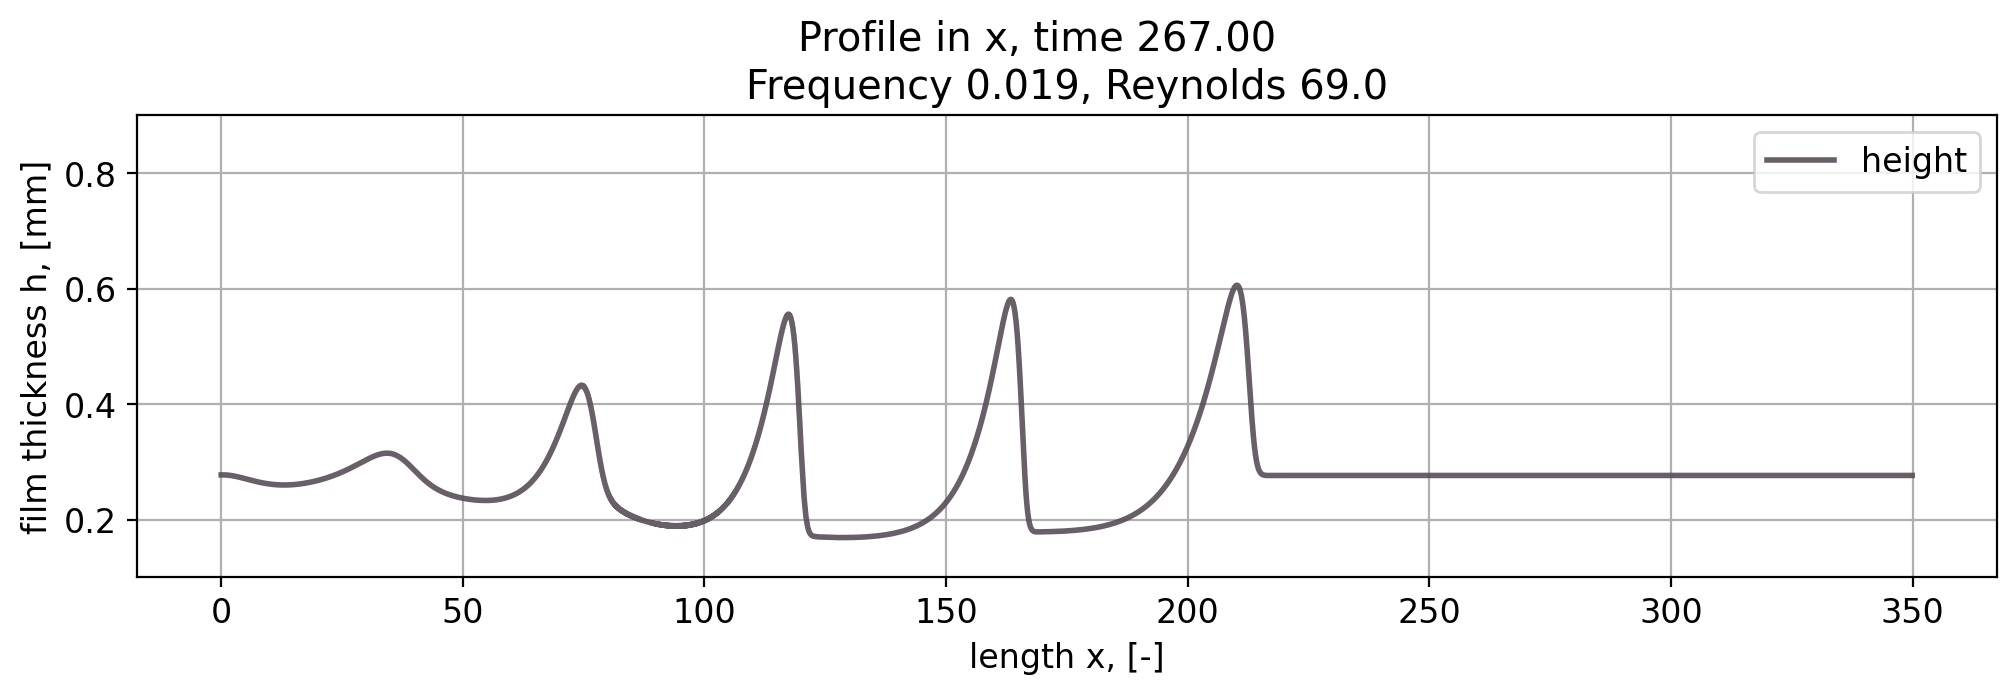 Profile in x, time 267.00
Frequency 0.019, Reynolds 69.0
height
film thickness h, [mm]
0.8
0.6
0.4
0.2
0 50 100 150 200 250 300 350
length x, [-]